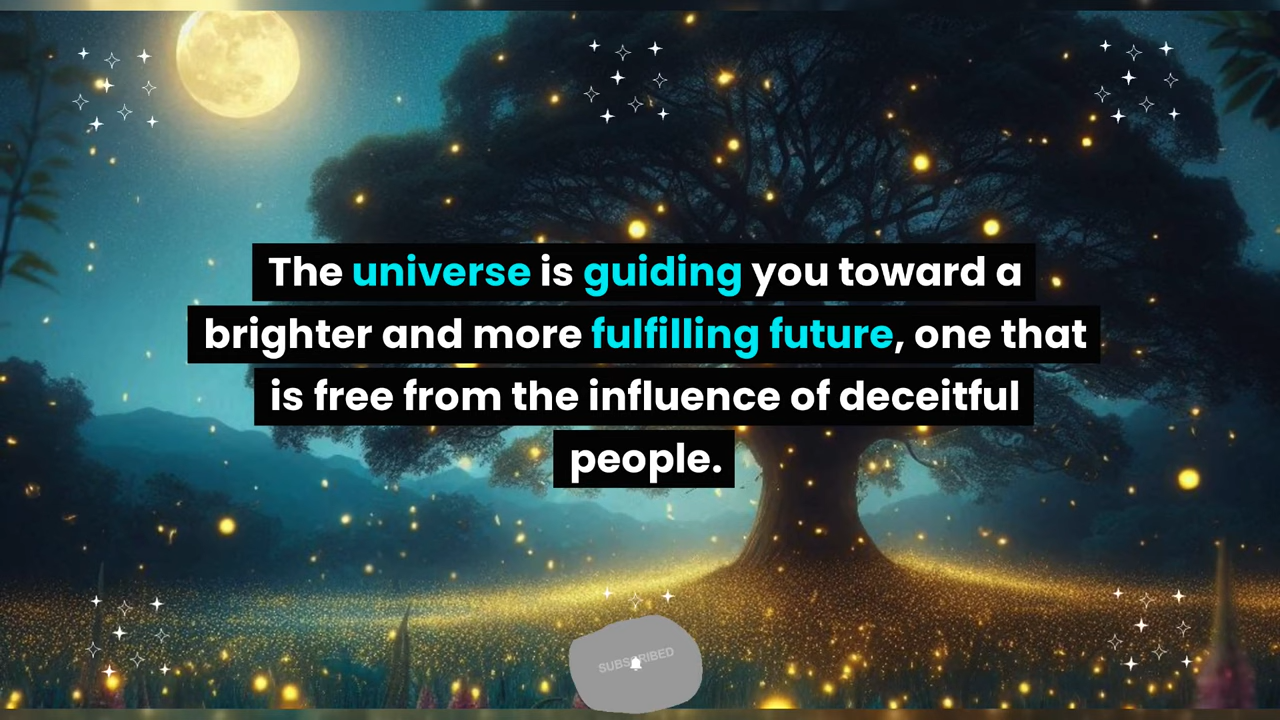 The universe is guiding you toward a
brighter and more fulfilling future, one that
is free from the influence of deceitful
people.
SUBSCRIBED